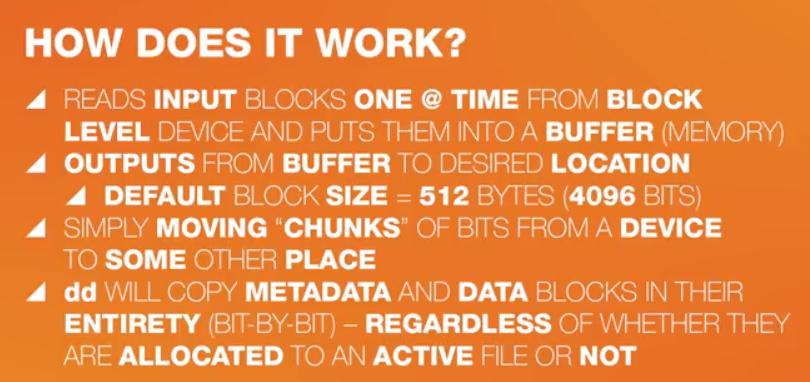 HOW DOES IT WORK?
READS INPUT BLOCKS ONE @ TIME FROM BLOCK
LEVEL DEVICE AND PUTS THEM INTO A BUFFER (MEMORY)
OUTPUTS FROM BUFFER TO DESIRED LOCATION
DEFAULT BLOCK SIZE = 512 BYTES (4096 BITS)
SIMPLY MOVING “CHUNKS” OF BITS FROM A DEVICE
TO SOME OTHER PLACE
dd WILL COPY METADATA AND DATA BLOCKS IN THEIR
ENTIRETY (BIT-BY-BIT) – REGARDLESS OF WHETHER THEY
ARE ALLOCATED TO AN ACTIVE FILE OR NOT